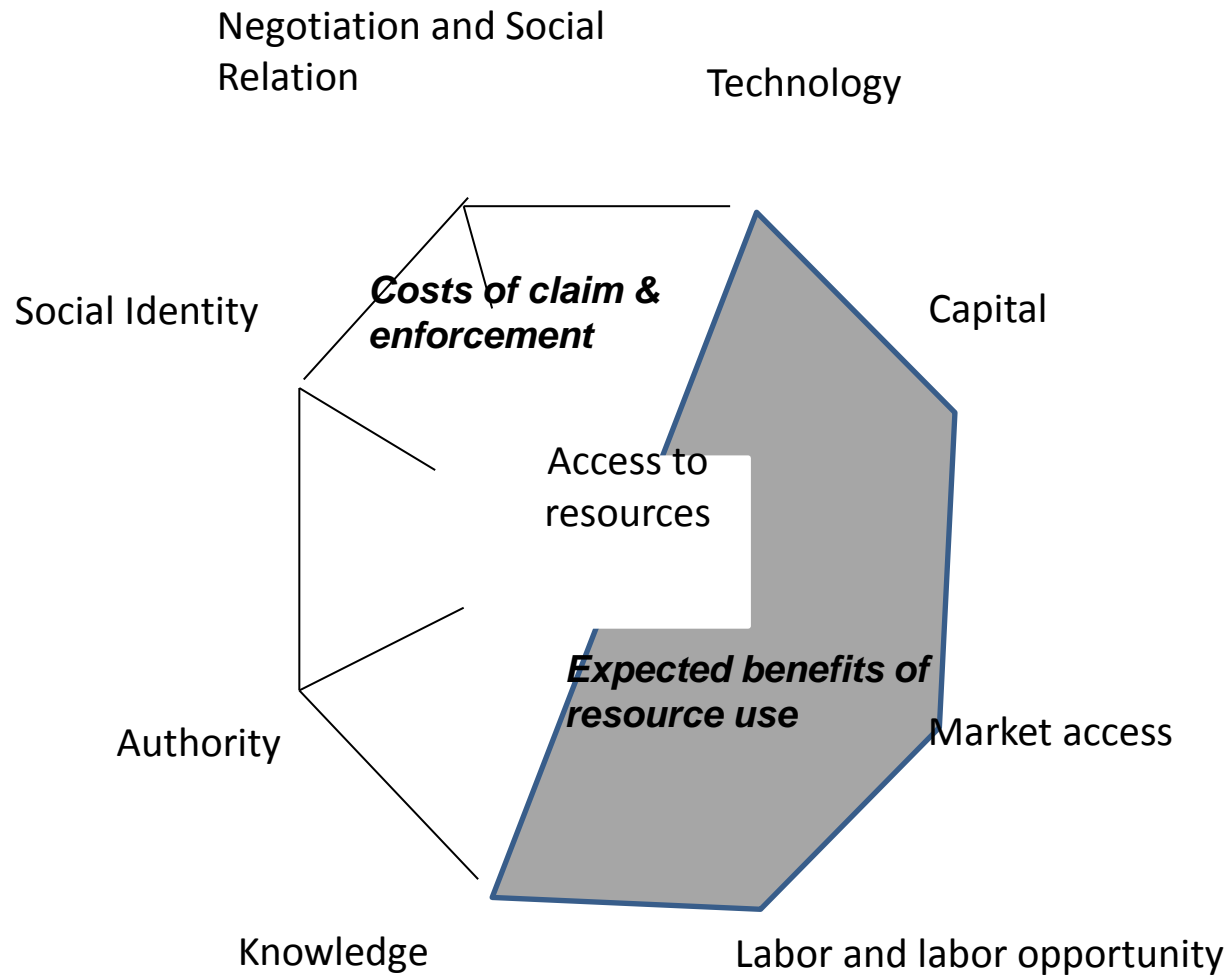 Negotiation and Social
Relation
Technology
Costs of claim &
enforcement
Social Identity
Capital
Access to
resources
Expected benefits of
resource use
Authority
Market access
Knowledge
Labor and labor opportunity